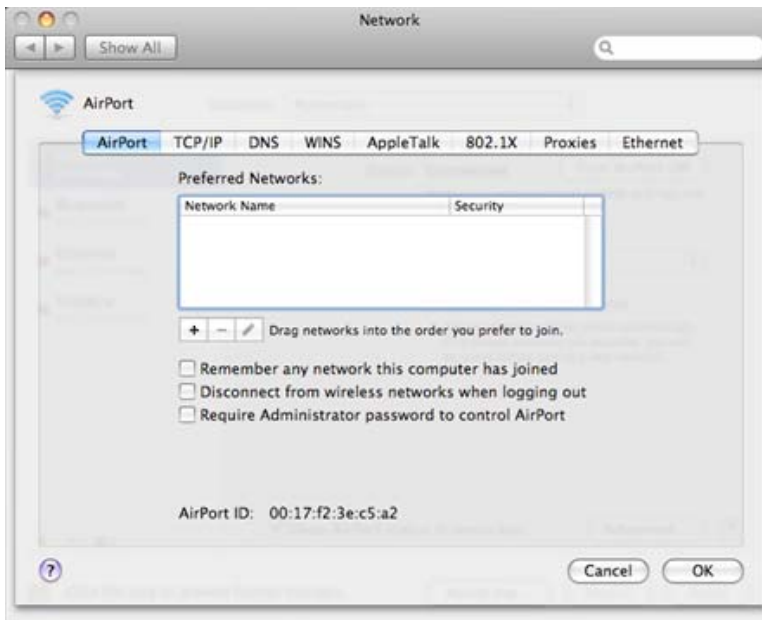 Network
Show All
AirPort
AirPort TCP/IP DNS WINS AppleTalk 802.1X Proxies Ethernet
Preferred Networks:
Network Name Security
+ − Drag networks into the order you prefer to join.
Remember any network this computer has joined
Disconnect from wireless networks when logging out
Require Administrator password to control AirPort
AirPort ID: 00:17:f2:3e:c5:a2
? Cancel OK